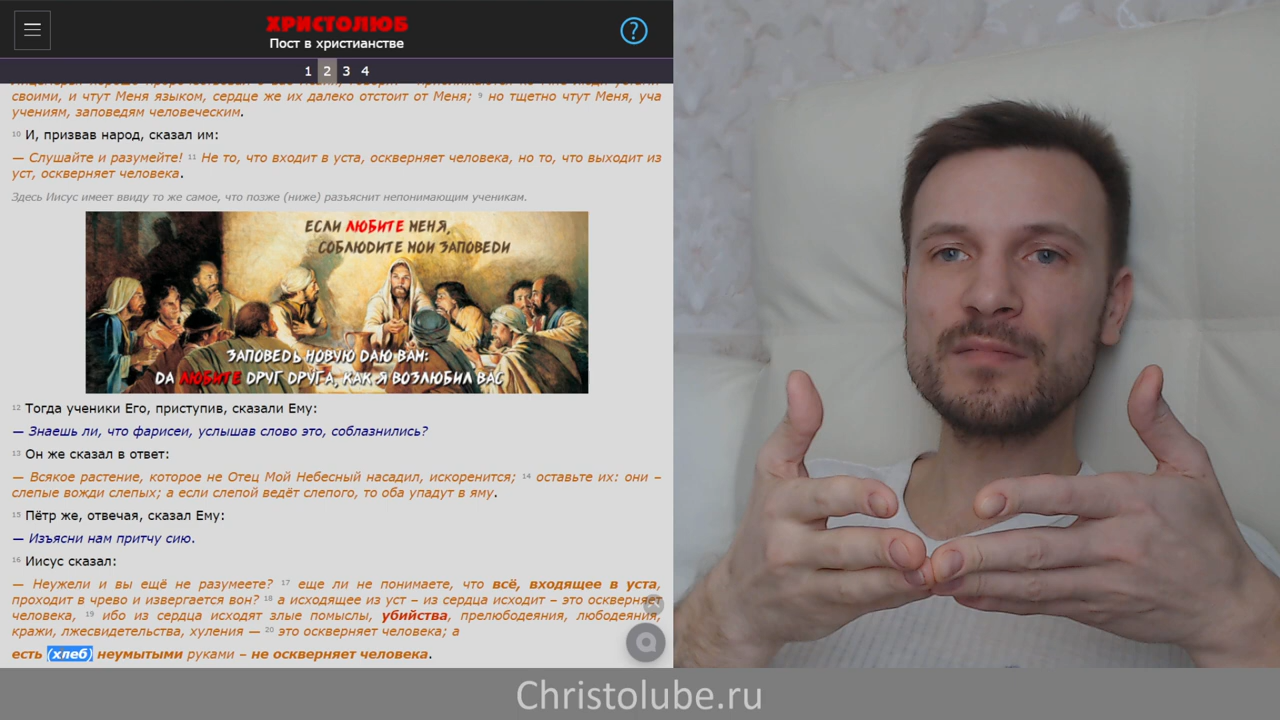 ХРИСТОЛЮБ
Пост в христианстве
?
1 2 3 4
своими, и чтут Меня языком, сердце же их далеко отстоит от Меня; 9 но тщетно чтут Меня, уча
учениям, заповедям человеческим.
10 И, призвав народ, сказал им:
— Слушайте и разумейте! 11 Не то, что входит в уста, оскверняет человека, но то, что выходит из
уст, оскверняет человека.
Здесь Иисус имеет ввиду то же самое, что позже (ниже) разъяснит непонимающим ученикам.
ЕСЛИ ЛЮБИТЕ МЕНЯ,
СОБЛЮДИТЕ МОИ ЗАПОВЕДИ
ЗАПОВЕДЬ НОВУЮ ДАЮ ВАМ:
ДА ЛЮБИТЕ ДРУГ ДРУГА, КАК Я ВОЗЛЮБИЛ ВАС
12 Тогда ученики Его, приступив, сказали Ему:
— Знаешь ли, что фарисеи, услышав слово это, соблазнились?
13 Он же сказал в ответ:
— Всякое растение, которое не Отец Мой Небесный насадил, искоренится; 14 оставьте их: они –
слепые вожди слепых; а если слепой ведёт слепого, то оба упадут в яму.
15 Пётр же, отвечая, сказал Ему:
— Изъясни нам притчу сию.
16 Иисус сказал:
— Неужели и вы ещё не разумеете? 17 еще ли не понимаете, что всё, входящее в уста,
проходит в чрево и извергается вон? 18 а исходящее из уст – из сердца исходит – это оскверняет
человека, 19 ибо из сердца исходят злые помыслы, убийства, прелюбодеяния, любодеяния,
кражи, лжесвидетельства, хуления — 20 это оскверняет человека; а
есть (хлеб) неумытыми руками – не оскверняет человека.
Christolube.ru